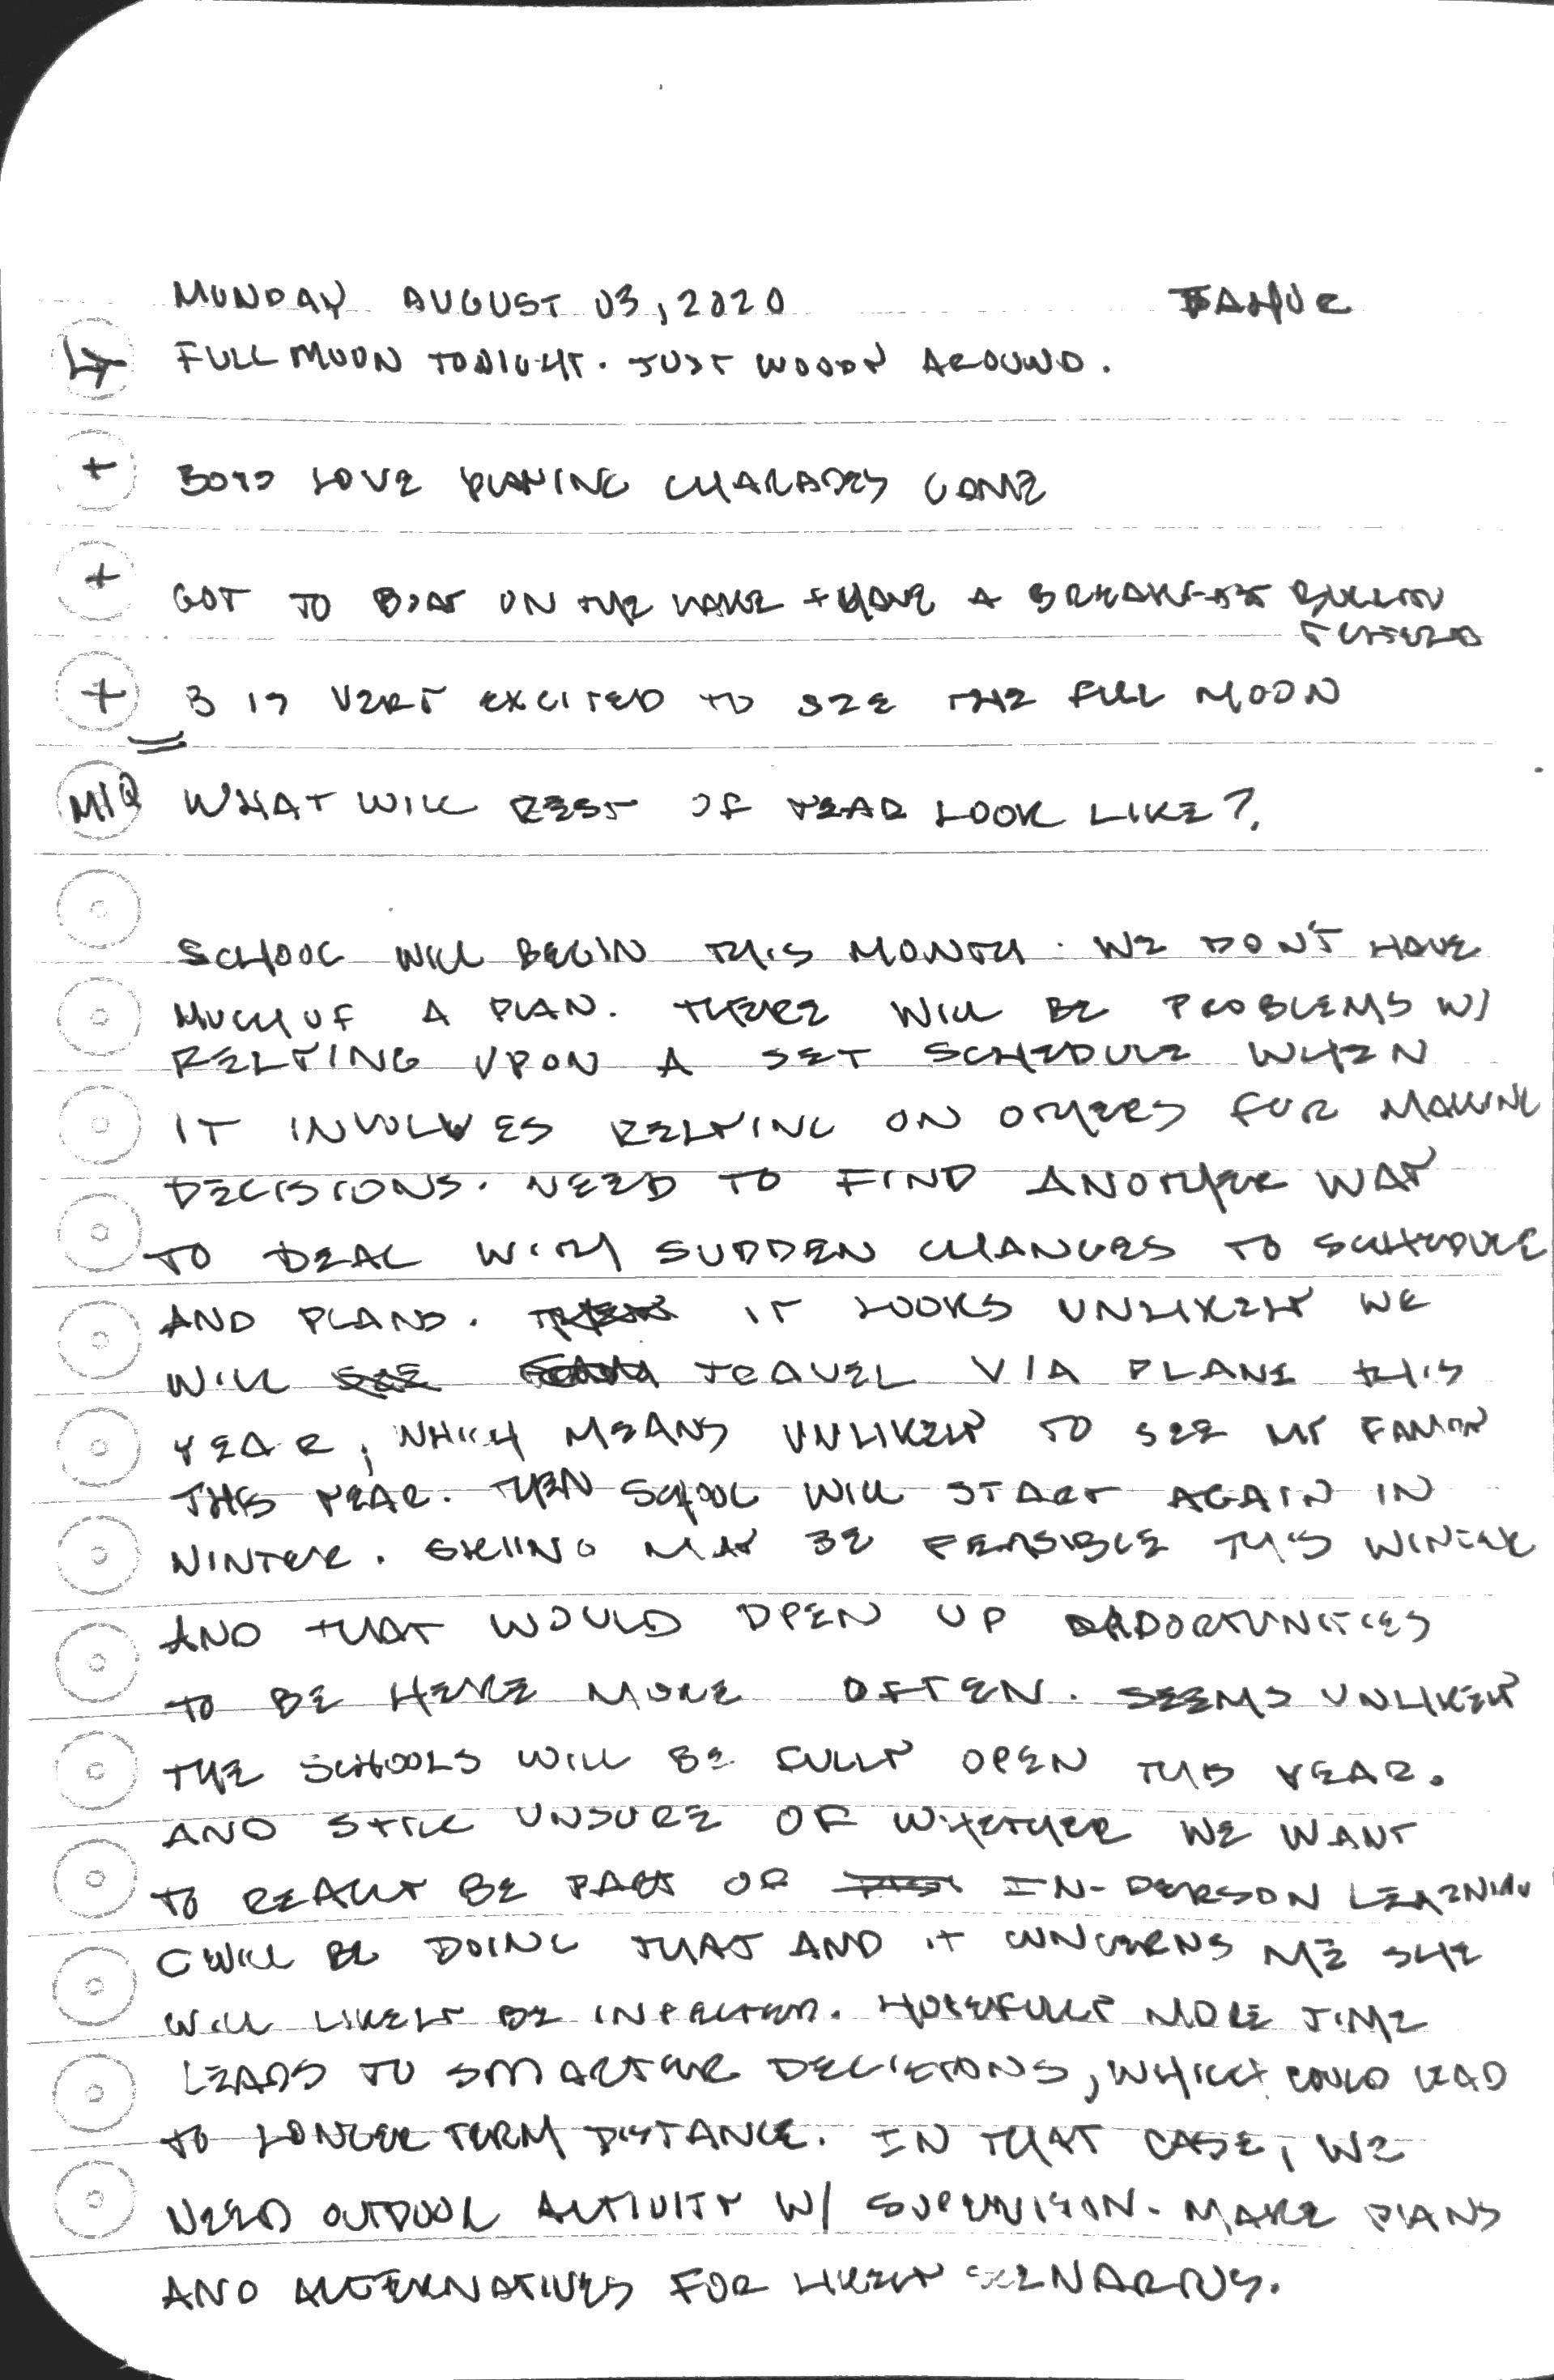 MONDAY AUGUST 03, 2020 TAHOE
FULL MOON TONIGHT. JUST WOODY AROUND.
+ BOYS LOVE PLAYING CHARADES GAME
+ GOT TO BOAT ON THE LAKE + HAVE A BREAKFAST
+ B IS VERY EXCITED TO SEE THE FULL MOON
M/Q WHAT WILL REST OF YEAR LOOK LIKE?
SCHOOL WILL BEGIN THIS MONTH. WE DON'T HAVE
MUCH OF A PLAN. THERE WILL BE PROBLEMS W/
RELYING UPON A SET SCHEDULE WHEN
IT INVOLVES RELYING ON OTHERS FOR MAKING
DECISIONS. NEED TO FIND ANOTHER WAY
TO DEAL WITH SUDDEN CHANGES TO SCHEDULE
AND PLANS. IT LOOKS UNLIKELY WE
WILL TRAVEL VIA PLANE THIS
YEAR, WHICH MEANS UNLIKELY TO SEE MY FAMILY
THIS YEAR. THEN SCHOOL WILL START AGAIN IN
WINTER. SKIING MAY BE FEASIBLE THIS WINTER
AND THAT WOULD OPEN UP OPPORTUNITIES
TO BE HERE MORE OFTEN. SEEMS UNLIKELY
THE SCHOOLS WILL BE FULLY OPEN THIS YEAR.
AND STILL UNSURE OF WHETHER WE WANT
TO REALLY BE PART OF IN-PERSON LEARNING
C WILL BE DOING THAT AND IT CONCERNS ME SHE
WILL LIKELY BE INFECTED. HOPEFULLY MORE TIME
LEADS TO SMARTER DECISIONS, WHICH COULD LEAD
TO LONGER TERM DISTANCE. IN THAT CASE, WE
NEED OUTDOOR ACTIVITY W/ SUPERVISION. MAKE PLANS
AND ALTERNATIVES FOR LIKELY SCENARIOS.